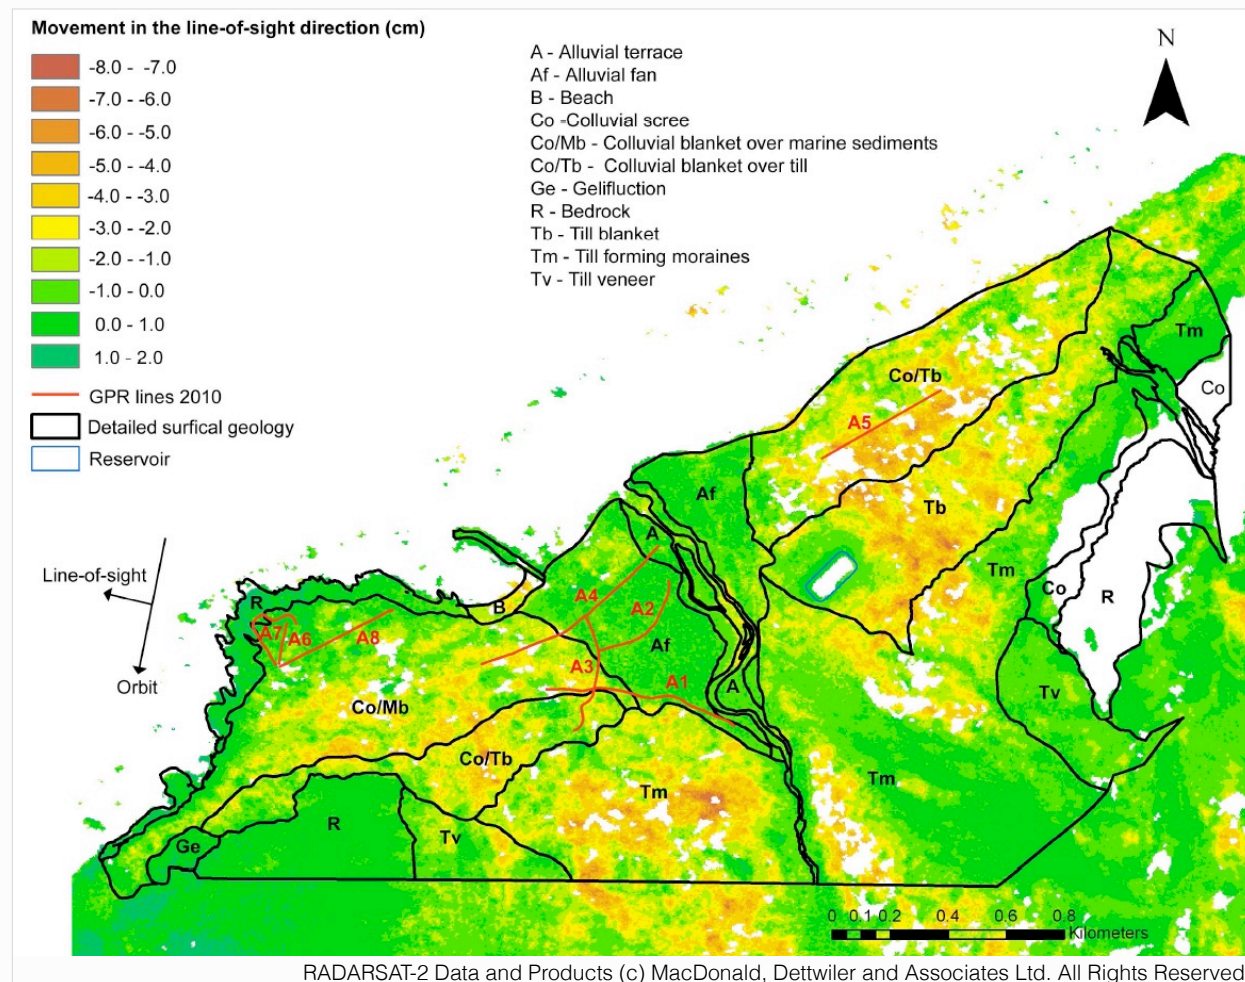 Movement in the line-of-sight direction (cm)
-8.0 - -7.0
-7.0 - -6.0
-6.0 - -5.0
-5.0 - -4.0
-4.0 - -3.0
-3.0 - -2.0
-2.0 - -1.0
-1.0 - 0.0
0.0 - 1.0
1.0 - 2.0
GPR lines 2010
Detailed surfical geology
Reservoir
A - Alluvial terrace
Af - Alluvial fan
B - Beach
Co -Colluvial scree
Co/Mb - Colluvial blanket over marine sediments
Co/Tb - Colluvial blanket over till
Ge - Gelifluction
R - Bedrock
Tb - Till blanket
Tm - Till forming moraines
Tv - Till veneer
N
Tm
Co/Tb
Co
A5
Af
Tb
A
Line-of-sight
Tm
Co
R
R
B
A4
A2
A7
A6
A8
Af
A3
A1
A
Tv
Orbit
Co/Mb
Co/Tb
Tm
Tm
R
Tv
Ge
0 0.1 0.2 0.4 0.6 0.8
Kilometers
RADARSAT-2 Data and Products (c) MacDonald, Dettwiler and Associates Ltd. All Rights Reserved